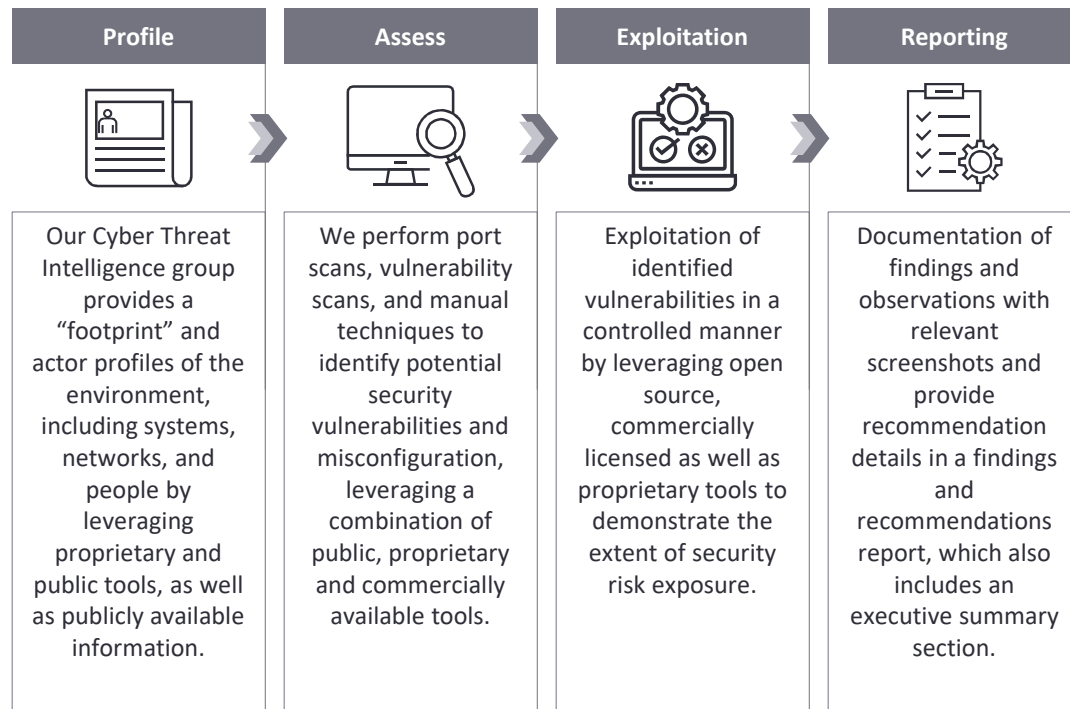 Profile
Our Cyber Threat
Intelligence group
provides a
“footprint” and
actor profiles of the
environment,
including systems,
networks, and
people by
leveraging
proprietary and
public tools, as well
as publicly available
information.
Assess
We perform port
scans, vulnerability
scans, and manual
techniques to
identify potential
security
vulnerabilities and
misconfiguration,
leveraging a
combination of
public, proprietary
and commercially
available tools.
Exploitation
Exploitation of
identified
vulnerabilities in a
controlled manner
by leveraging open
source,
commercially
licensed as well as
proprietary tools to
demonstrate the
extent of security
risk exposure.
Reporting
Documentation of
findings and
observations with
relevant
screenshots and
provide
recommendation
details in a findings
and
recommendations
report, which also
includes an
executive summary
section.